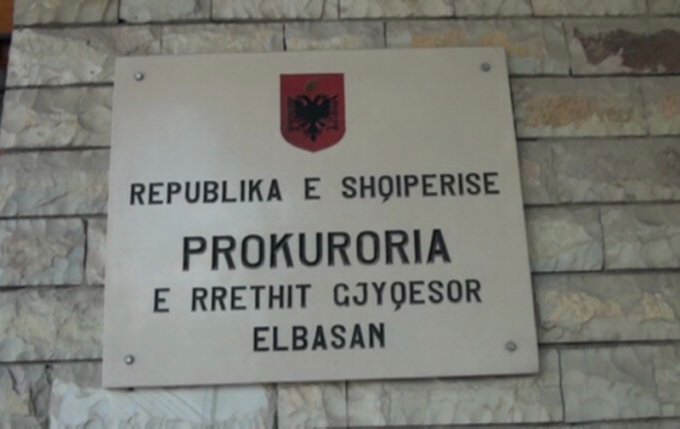 REPUBLIKA E SHQIPERISE
PROKURORIA
E RRETHIT GJYQESOR
ELBASAN